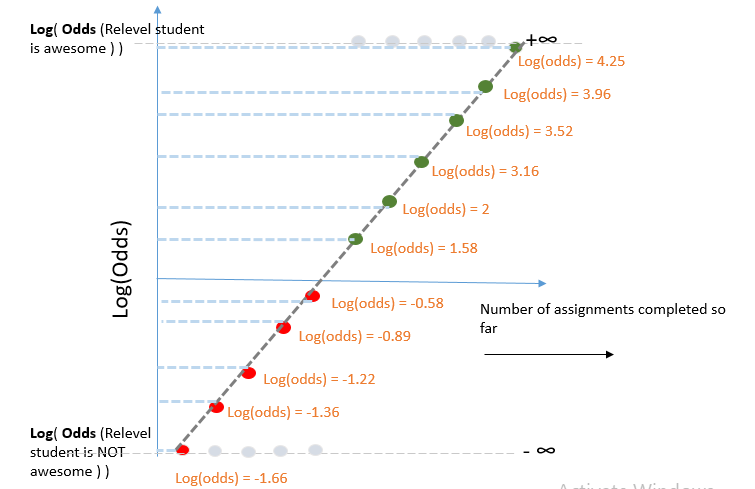 Log( Odds (Relevel student
is awesome ) )
+∞
Log(odds) = 4.25
Log(odds) = 3.96
Log(odds) = 3.52
Log(odds) = 3.16
Log(odds) = 2
Log(odds) = 1.58
Log(Odds)
Log(odds) = -0.58
Number of assignments completed so
far
Log(odds) = -0.89
Log(odds) = -1.22
Log(odds) = -1.36
Log( Odds (Relevel
student is NOT
awesome ) )
- ∞
Log(odds) = -1.66
Activate Windows